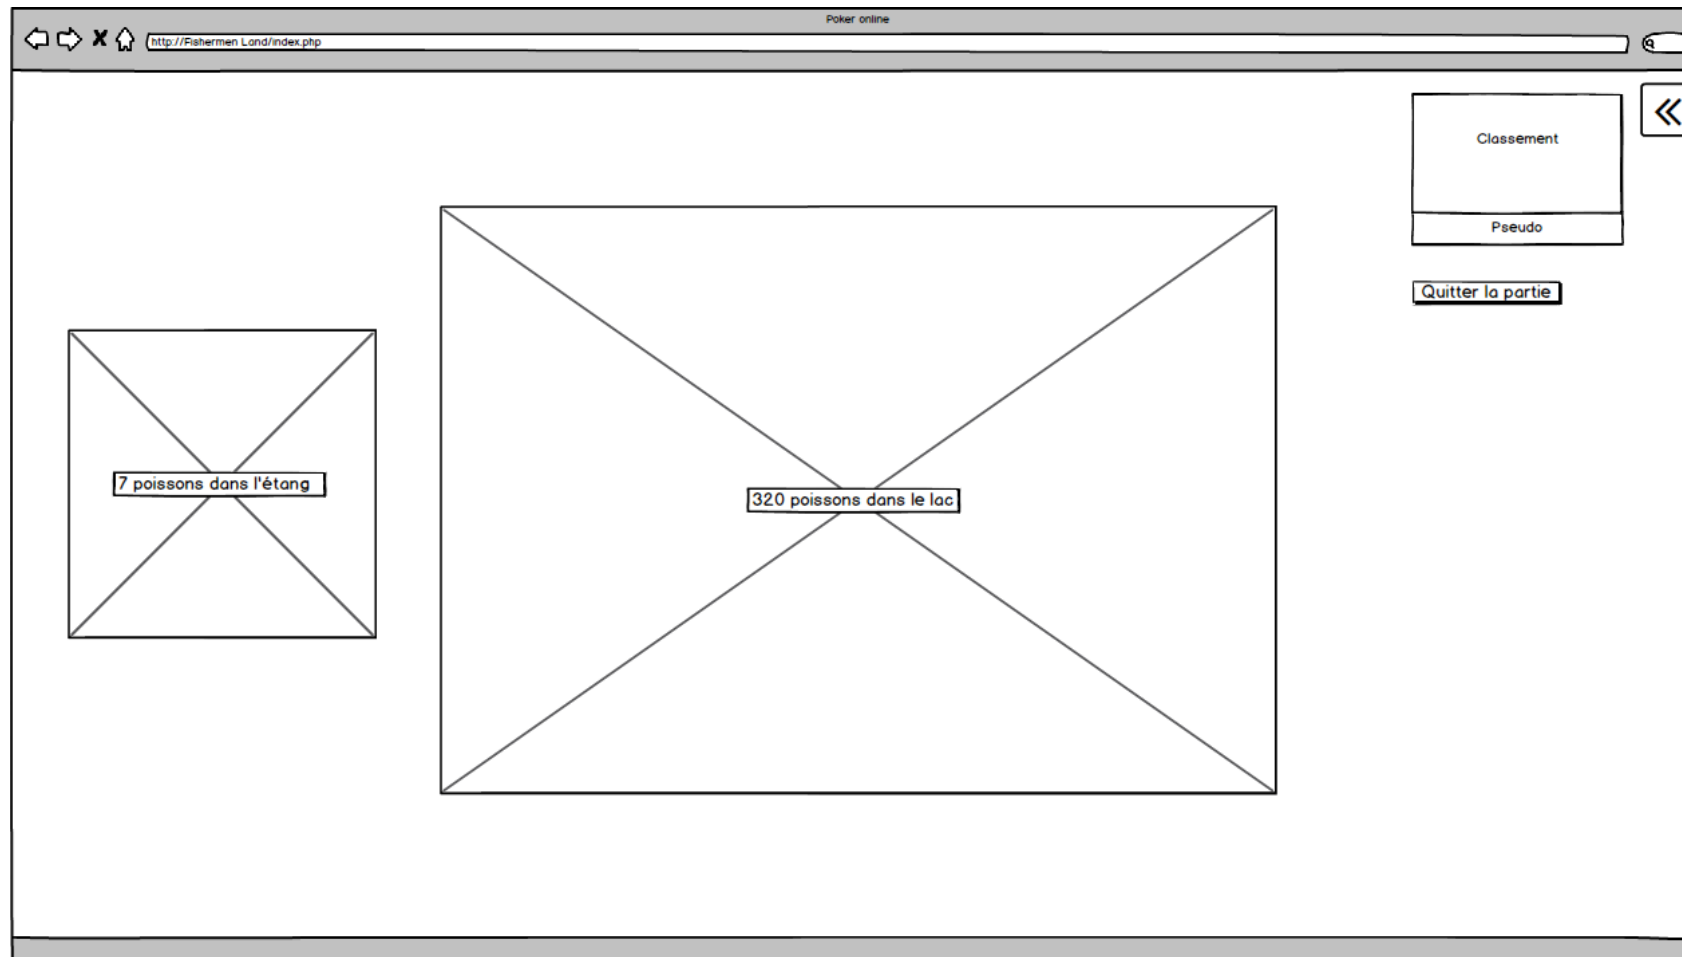 Poker online
http://Fishermen Land/index.php
Classement
Pseudo
Quitter la partie
7 poissons dans l'étang
320 poissons dans le lac